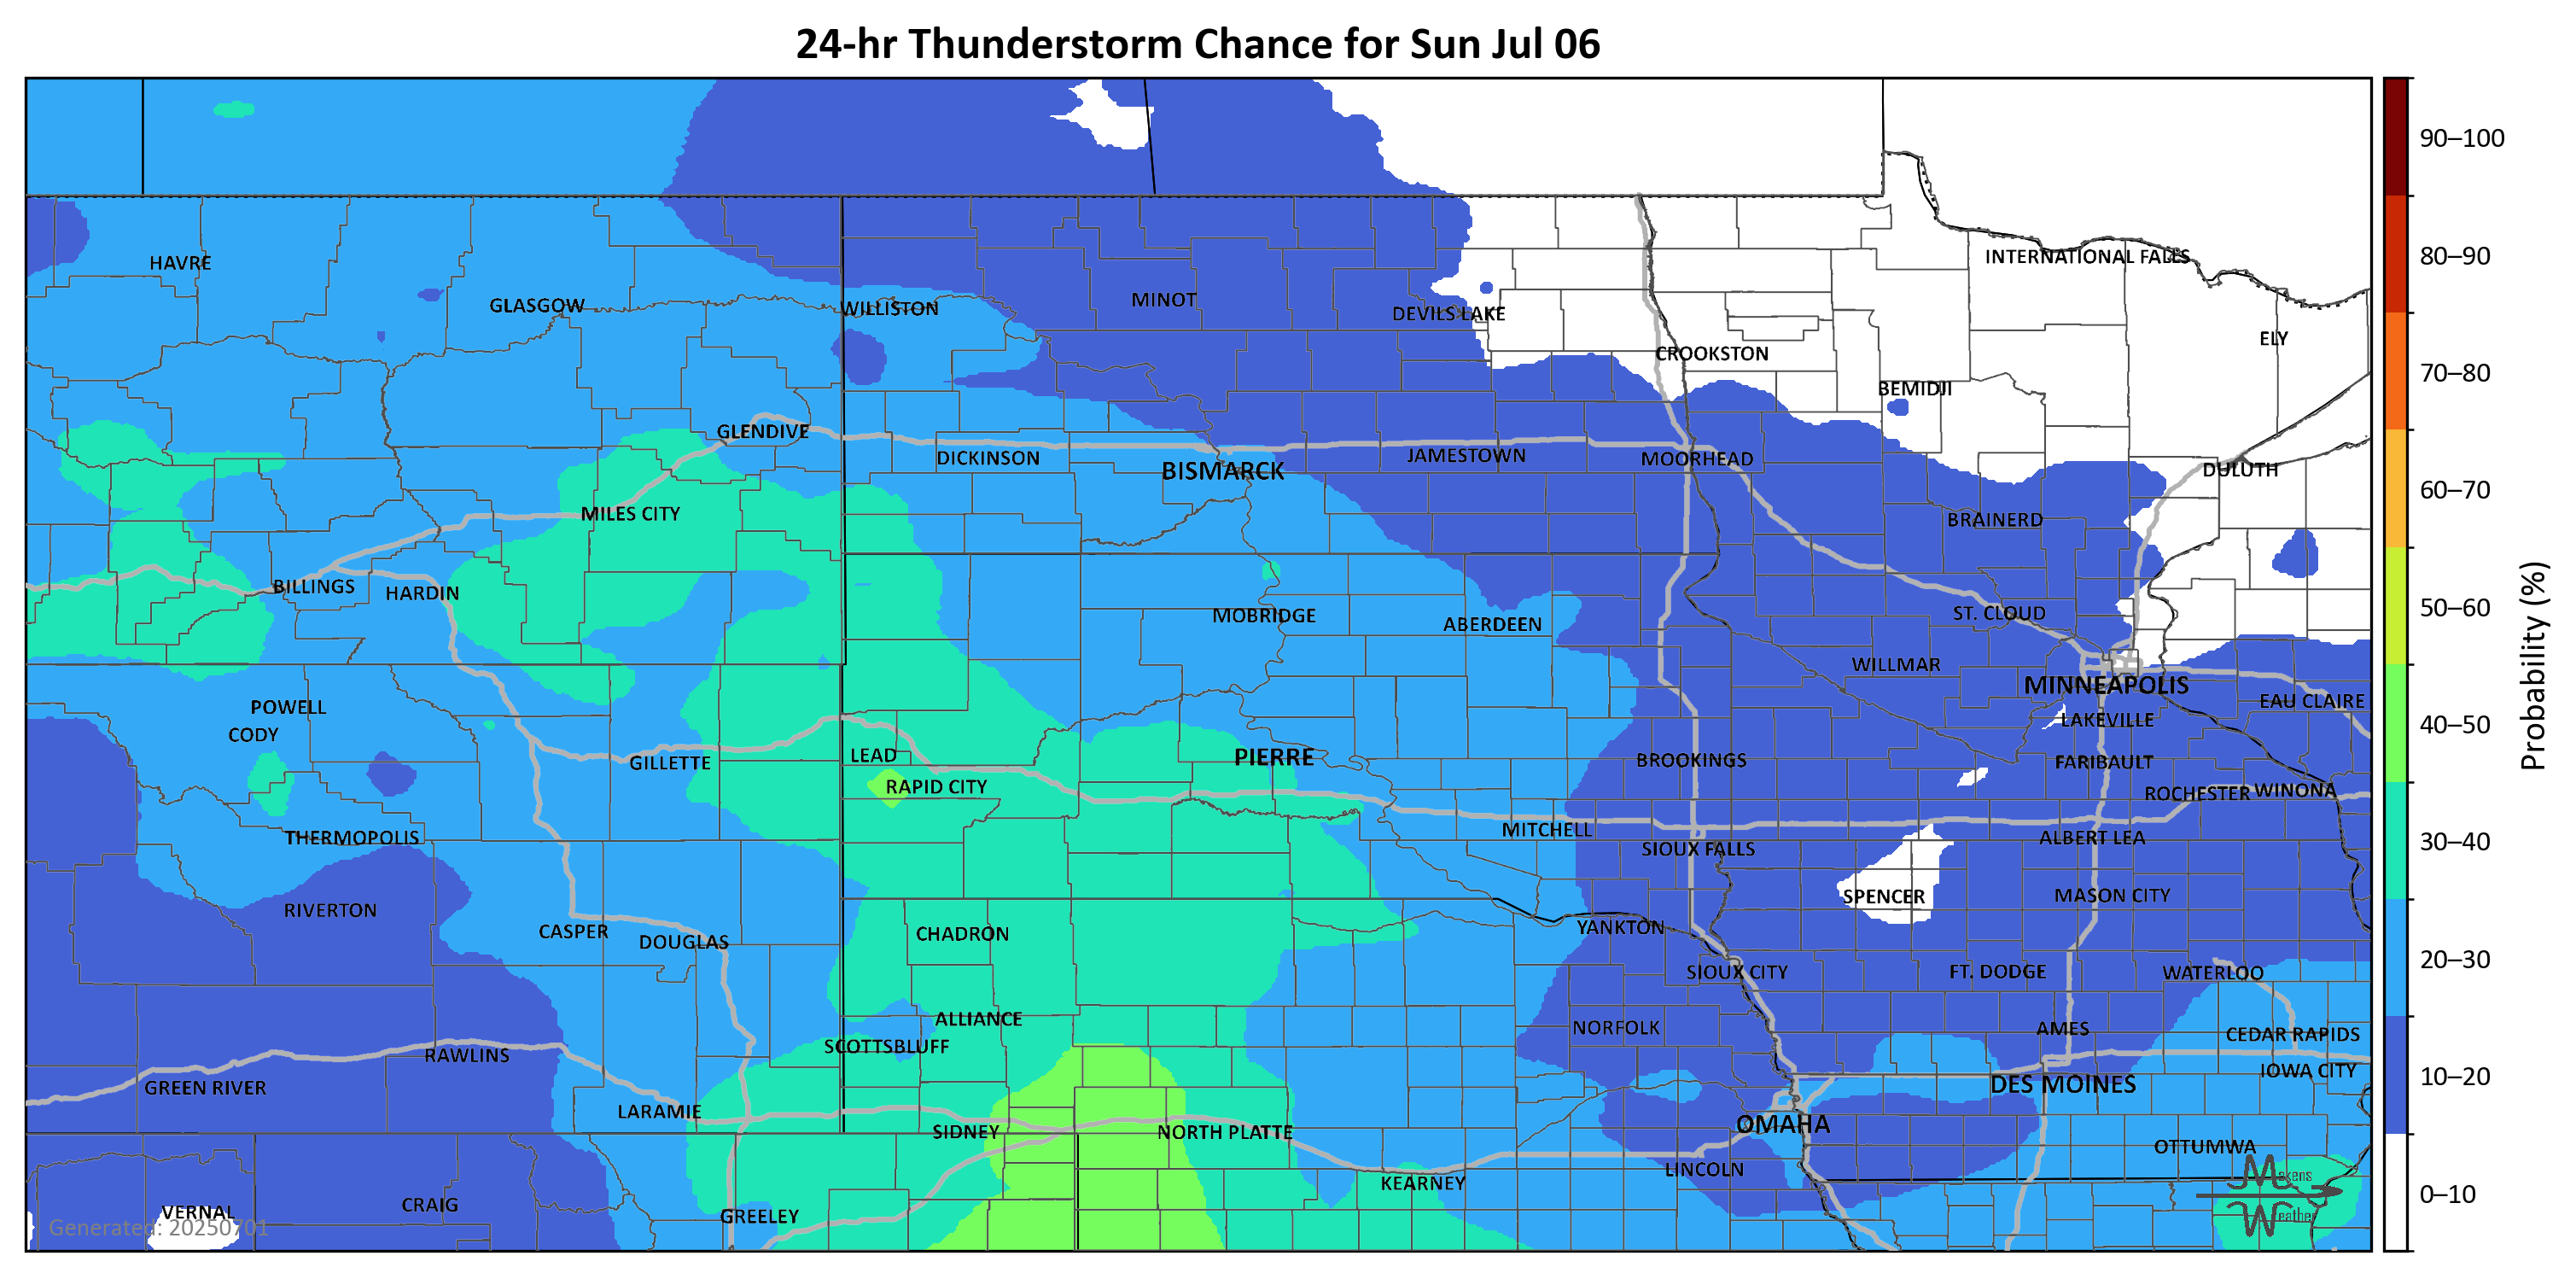 24-hr Thunderstorm Chance for Sun Jul 06
90–100
80–90
70–80
60–70
50–60
40–50
30–40
20–30
10–20
0–10
Probability (%)
HAVRE
GLASGOW
WILLISTON
MINOT
DEVILS LAKE
INTERNATIONAL FALLS
ELY
CROOKSTON
BEMIDJI
GLENDIVE
DICKINSON
BISMARCK
JAMESTOWN
MOORHEAD
DULUTH
MILES CITY
BRAINERD
BILLINGS
HARDIN
MOBRIDGE
ABERDEEN
ST. CLOUD
WILLMAR
MINNEAPOLIS
EAU CLAIRE
POWELL
CODY
LAKEVILLE
GILLETTE
LEAD
PIERRE
BROOKINGS
FARIBAULT
RAPID CITY
ROCHESTER
WINONA
THERMOPOLIS
MITCHELL
SIOUX FALLS
ALBERT LEA
RIVERTON
SPENCER
MASON CITY
CASPER
DOUGLAS
CHADRON
YANKTON
SIOUX CITY
FT. DODGE
WATERLOO
ALLIANCE
NORFOLK
AMES
CEDAR RAPIDS
SCOTTSBLUFF
RAWLINS
GREEN RIVER
DES MOINES
IOWA CITY
LARAMIE
SIDNEY
NORTH PLATTE
OMAHA
OTTUMWA
LINCOLN
KEARNEY
VERNAL
CRAIG
GREELEY
Generated: 20250701
Makens
Weather